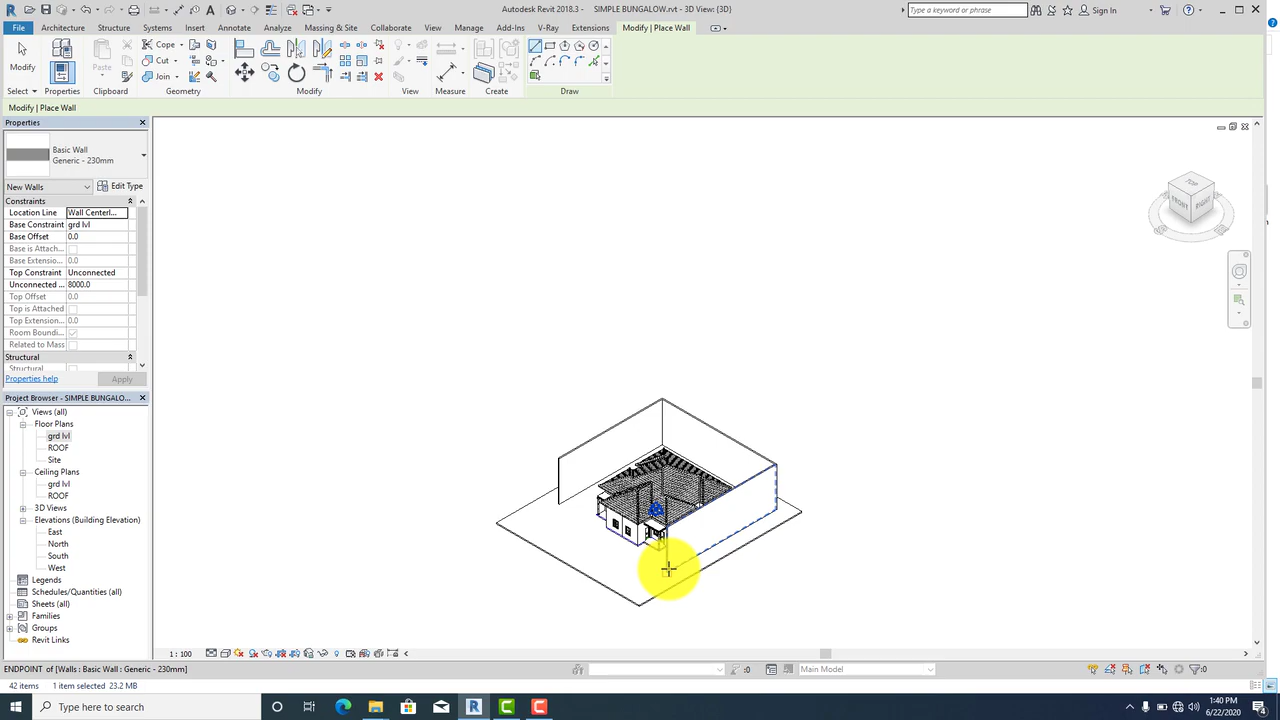 Autodesk Revit 2018.3 - SIMPLE BUNGALOW.rvt - 3D View: {3D}
Type a keyword or phrase
Sign In
File Architecture Structure Systems Insert Annotate Analyze Massing & Site Collaborate View Manage Add-Ins V-Ray Extensions Modify | Place Wall
Modify
Paste
Cope
Cut
Join
Select Properties Clipboard Geometry Modify View Measure Create Draw
Modify | Place Wall
Properties
Basic Wall
Generic - 230mm
New Walls
Edit Type
Constraints
Location Line Wall Centerl...
Base Constraint grd lvl
Base Offset 0.0
Base is Attach...
Base Extensio... 0.0
Top Constraint Unconnected
Unconnected ... 8000.0
Top Offset 0.0
Top is Attached
Top Extension... 0.0
Room Boundi...
Related to Mass
Structural
Structural
Properties help
Apply
Project Browser - SIMPLE BUNGALO...
Views (all)
Floor Plans
grd lvl
ROOF
Site
Ceiling Plans
grd lvl
ROOF
3D Views
Elevations (Building Elevation)
East
North
South
West
Legends
Schedules/Quantities (all)
Sheets (all)
Families
Groups
Revit Links
TOP
FRONT
RIGHT
1 : 100
ENDPOINT of [Walls : Basic Wall : Generic - 230mm]
:0
Main Model
:0
42 items 1 item selected 23.2 MB
Type here to search
1:40 PM
6/22/2020